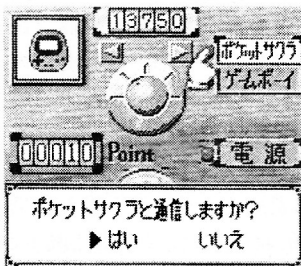 13750
ポケットサクラ
ゲームボーイ
00010 Point
電源
ポケットサクラと通信しますか?
▶はい いいえ